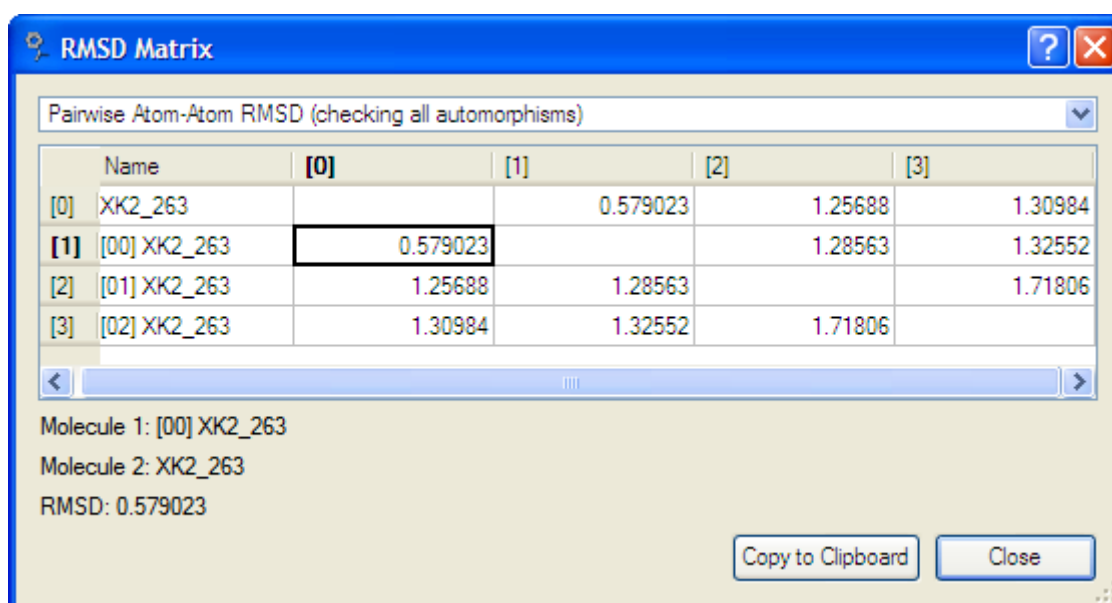 RMSD Matrix
Pairwise Atom-Atom RMSD (checking all automorphisms)
Name [0] [1] [2] [3]
[0] XK2_263 0.579023 1.25688 1.30984
[1] [00] XK2_263 0.579023 1.28563 1.32552
[2] [01] XK2_263 1.25688 1.28563 1.71806
[3] [02] XK2_263 1.30984 1.32552 1.71806
Molecule 1: [00] XK2_263
Molecule 2: XK2_263
RMSD: 0.579023
Copy to Clipboard Close